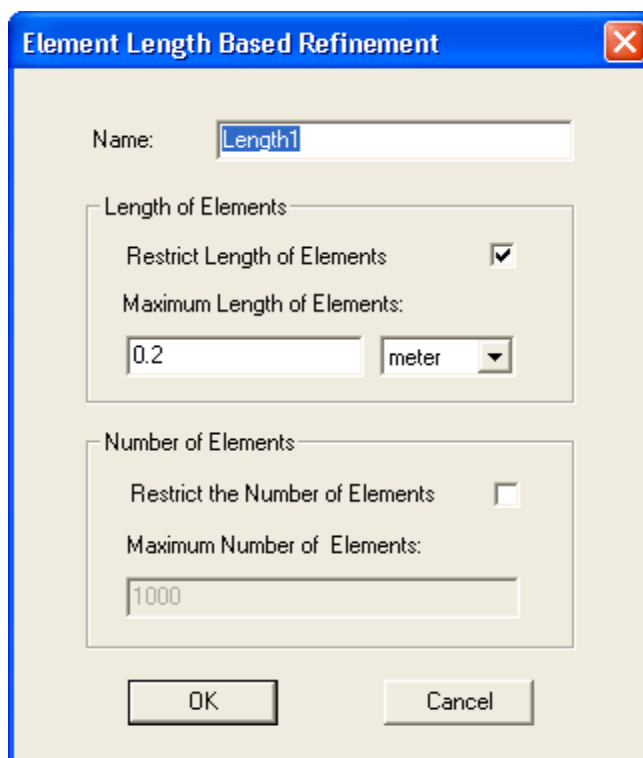 Element Length Based Refinement
Name: Length1
Length of Elements
Restrict Length of Elements
Maximum Length of Elements:
0.2 meter
Number of Elements
Restrict the Number of Elements
Maximum Number of Elements:
1000
OK Cancel